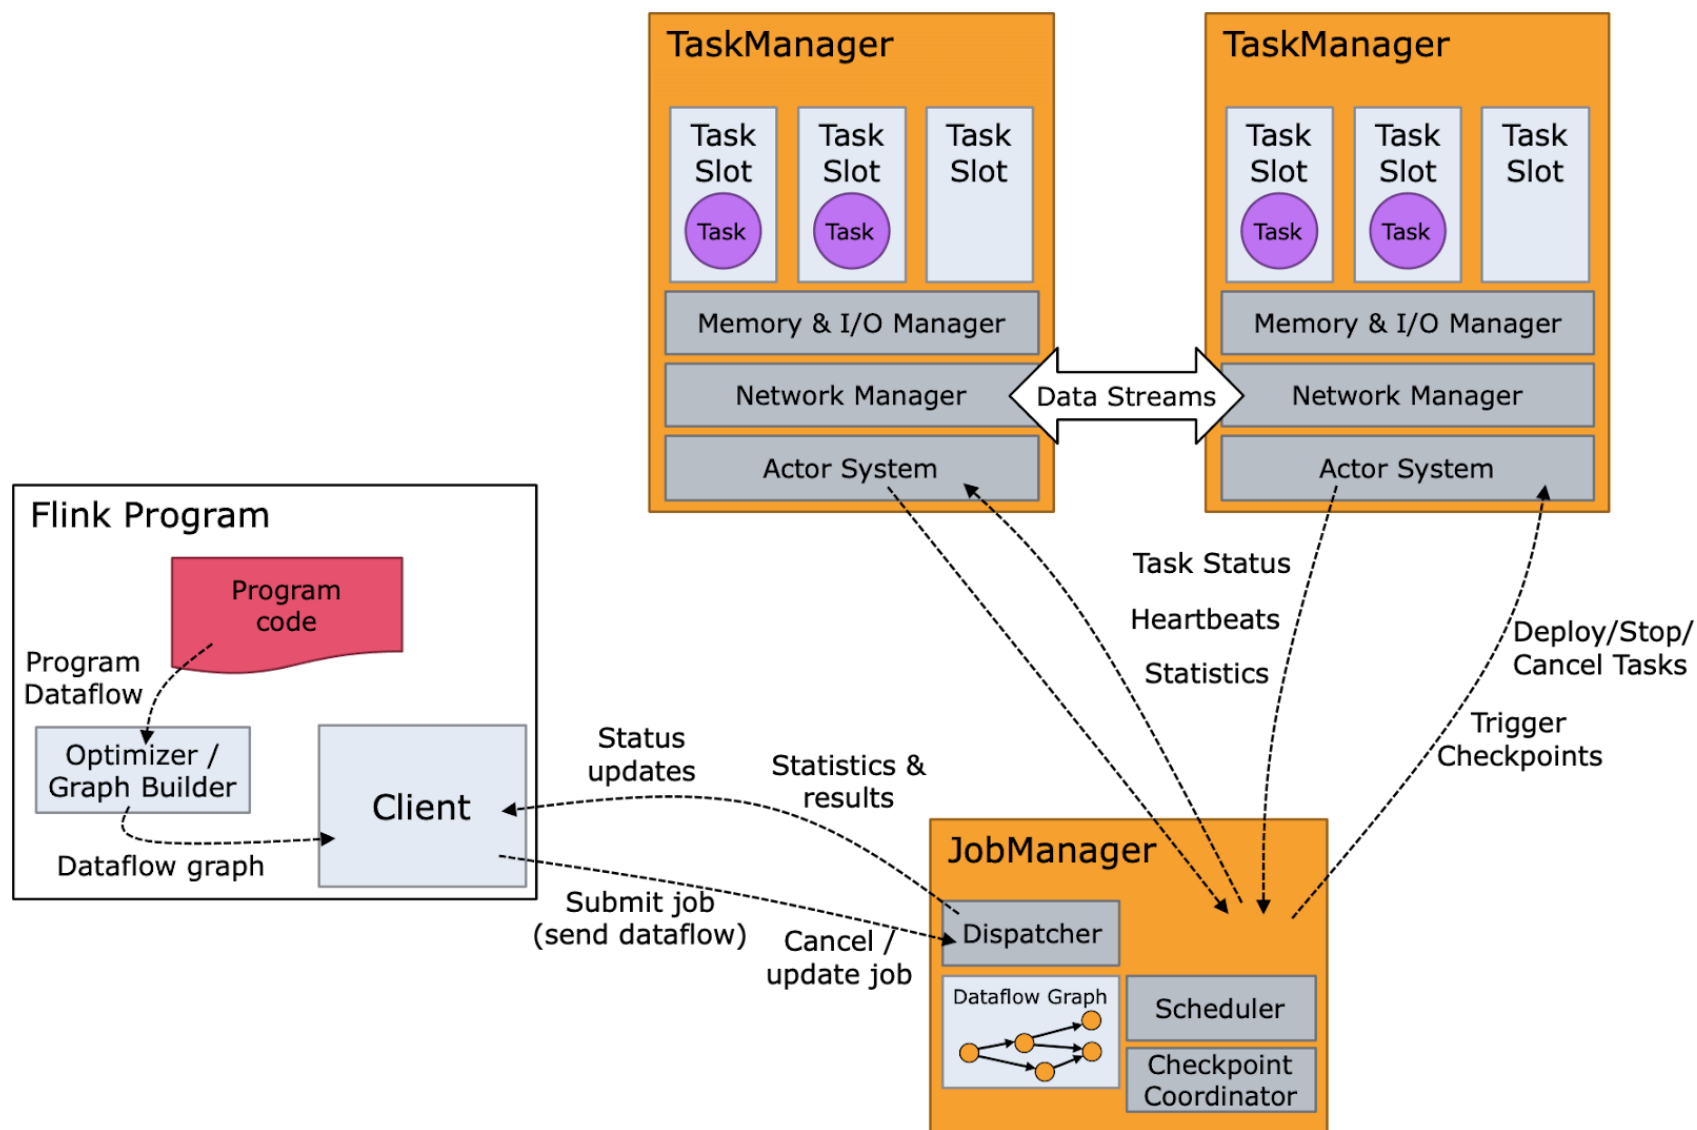 TaskManager
Task
Slot
Task
Task
Slot
Task
Task
Slot
Memory & I/O Manager
Network Manager
Actor System
Data Streams
TaskManager
Task
Slot
Task
Task
Slot
Task
Task
Slot
Memory & I/O Manager
Network Manager
Actor System
Flink Program
Program
code
Program
Dataflow
Optimizer /
Graph Builder
Dataflow graph
Client
Status
updates
Statistics &
results
Submit job
(send dataflow)
Cancel /
update job
Task Status
Heartbeats
Statistics
Deploy/Stop/
Cancel Tasks
Trigger
Checkpoints
JobManager
Dispatcher
Dataflow Graph
Scheduler
Checkpoint
Coordinator